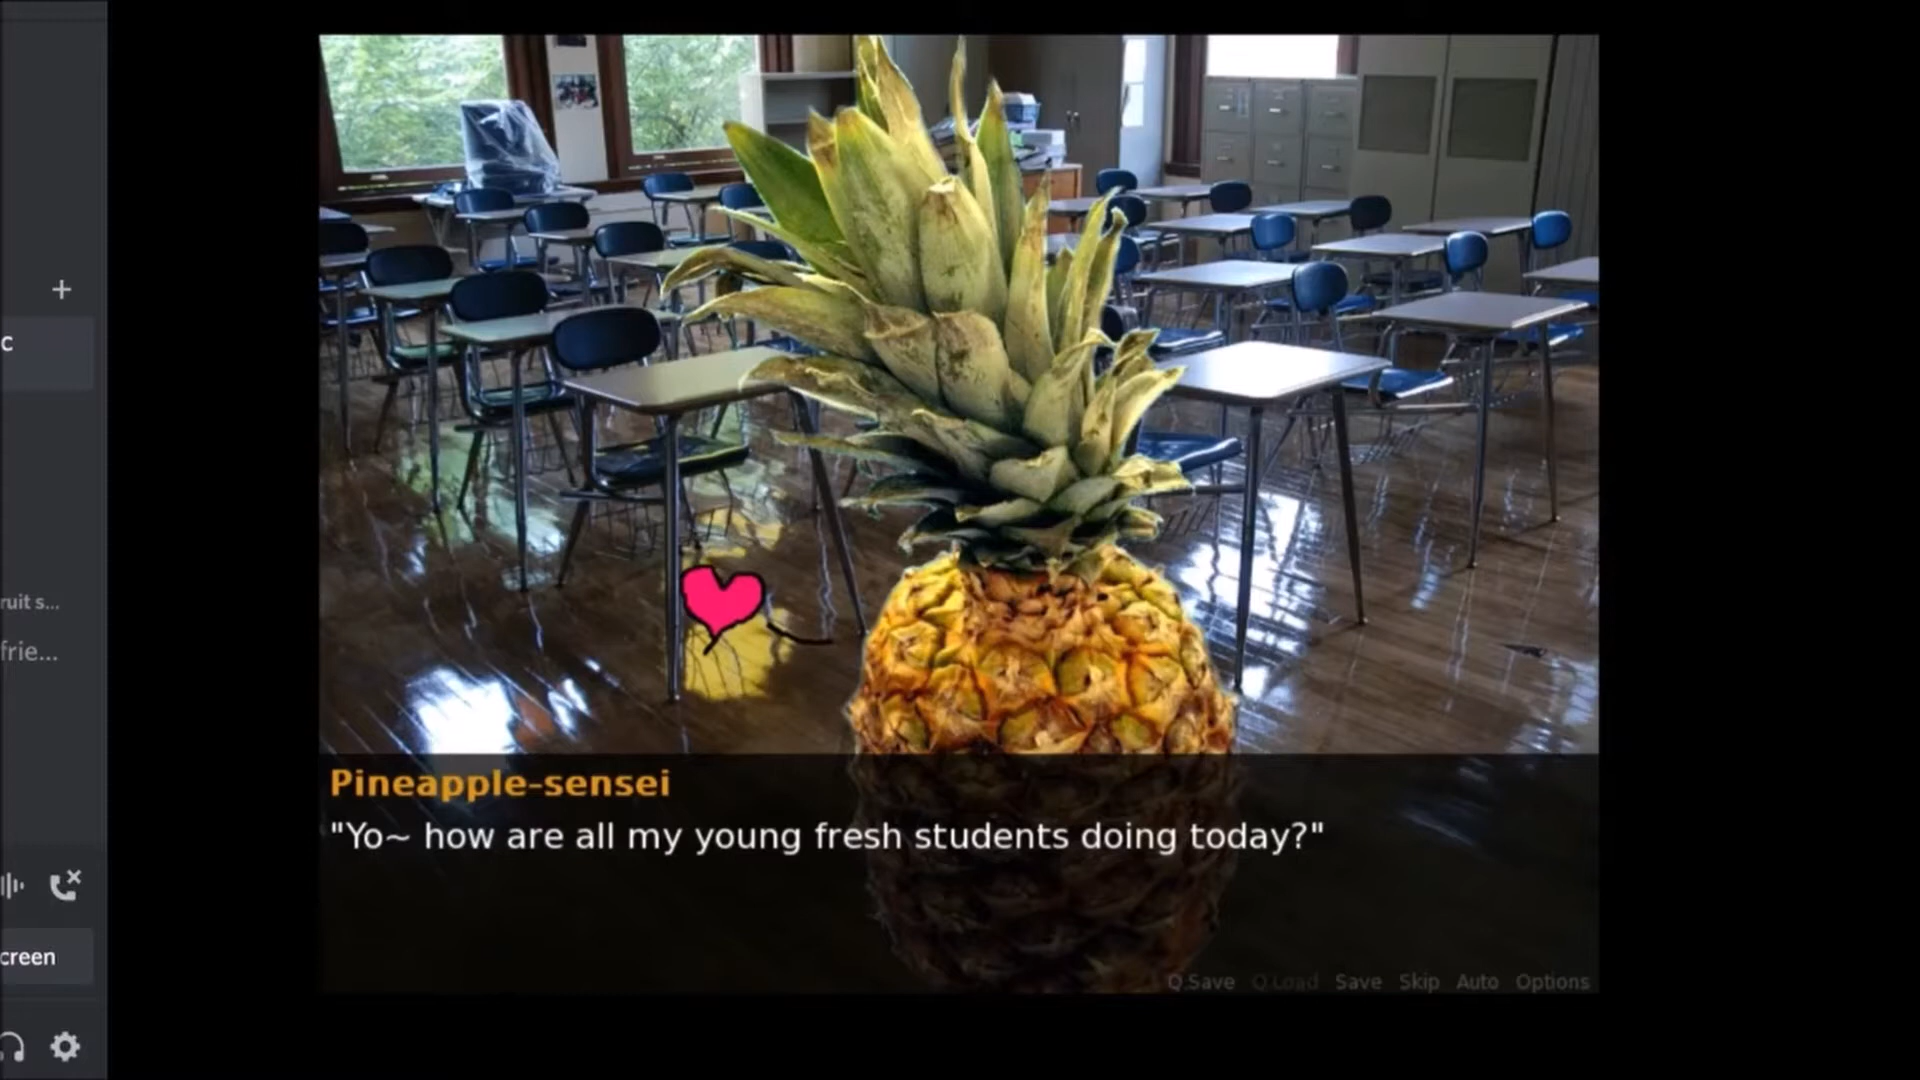 c
ruit s...
frie...
creen
Pineapple-sensei
"Yo~ how are all my young fresh students doing today?"
Q.Save Q.Load Save Skip Auto Options